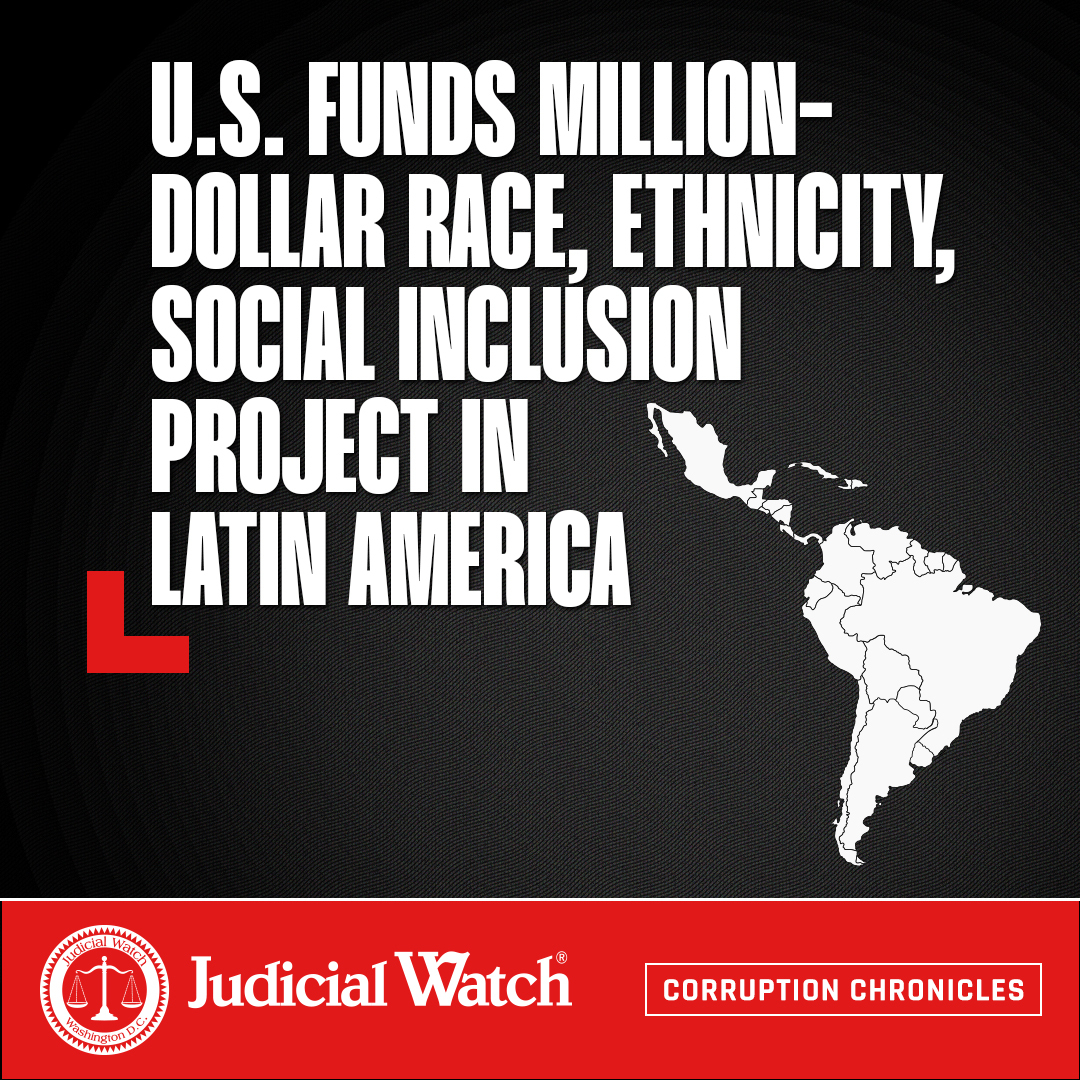 U.S. FUNDS MILLION-
DOLLAR RACE, ETHNICITY,
SOCIAL INCLUSION
PROJECT IN
LATIN AMERICA
Judicial Watch
Washington D.C.
Judicial Watch®
CORRUPTION CHRONICLES